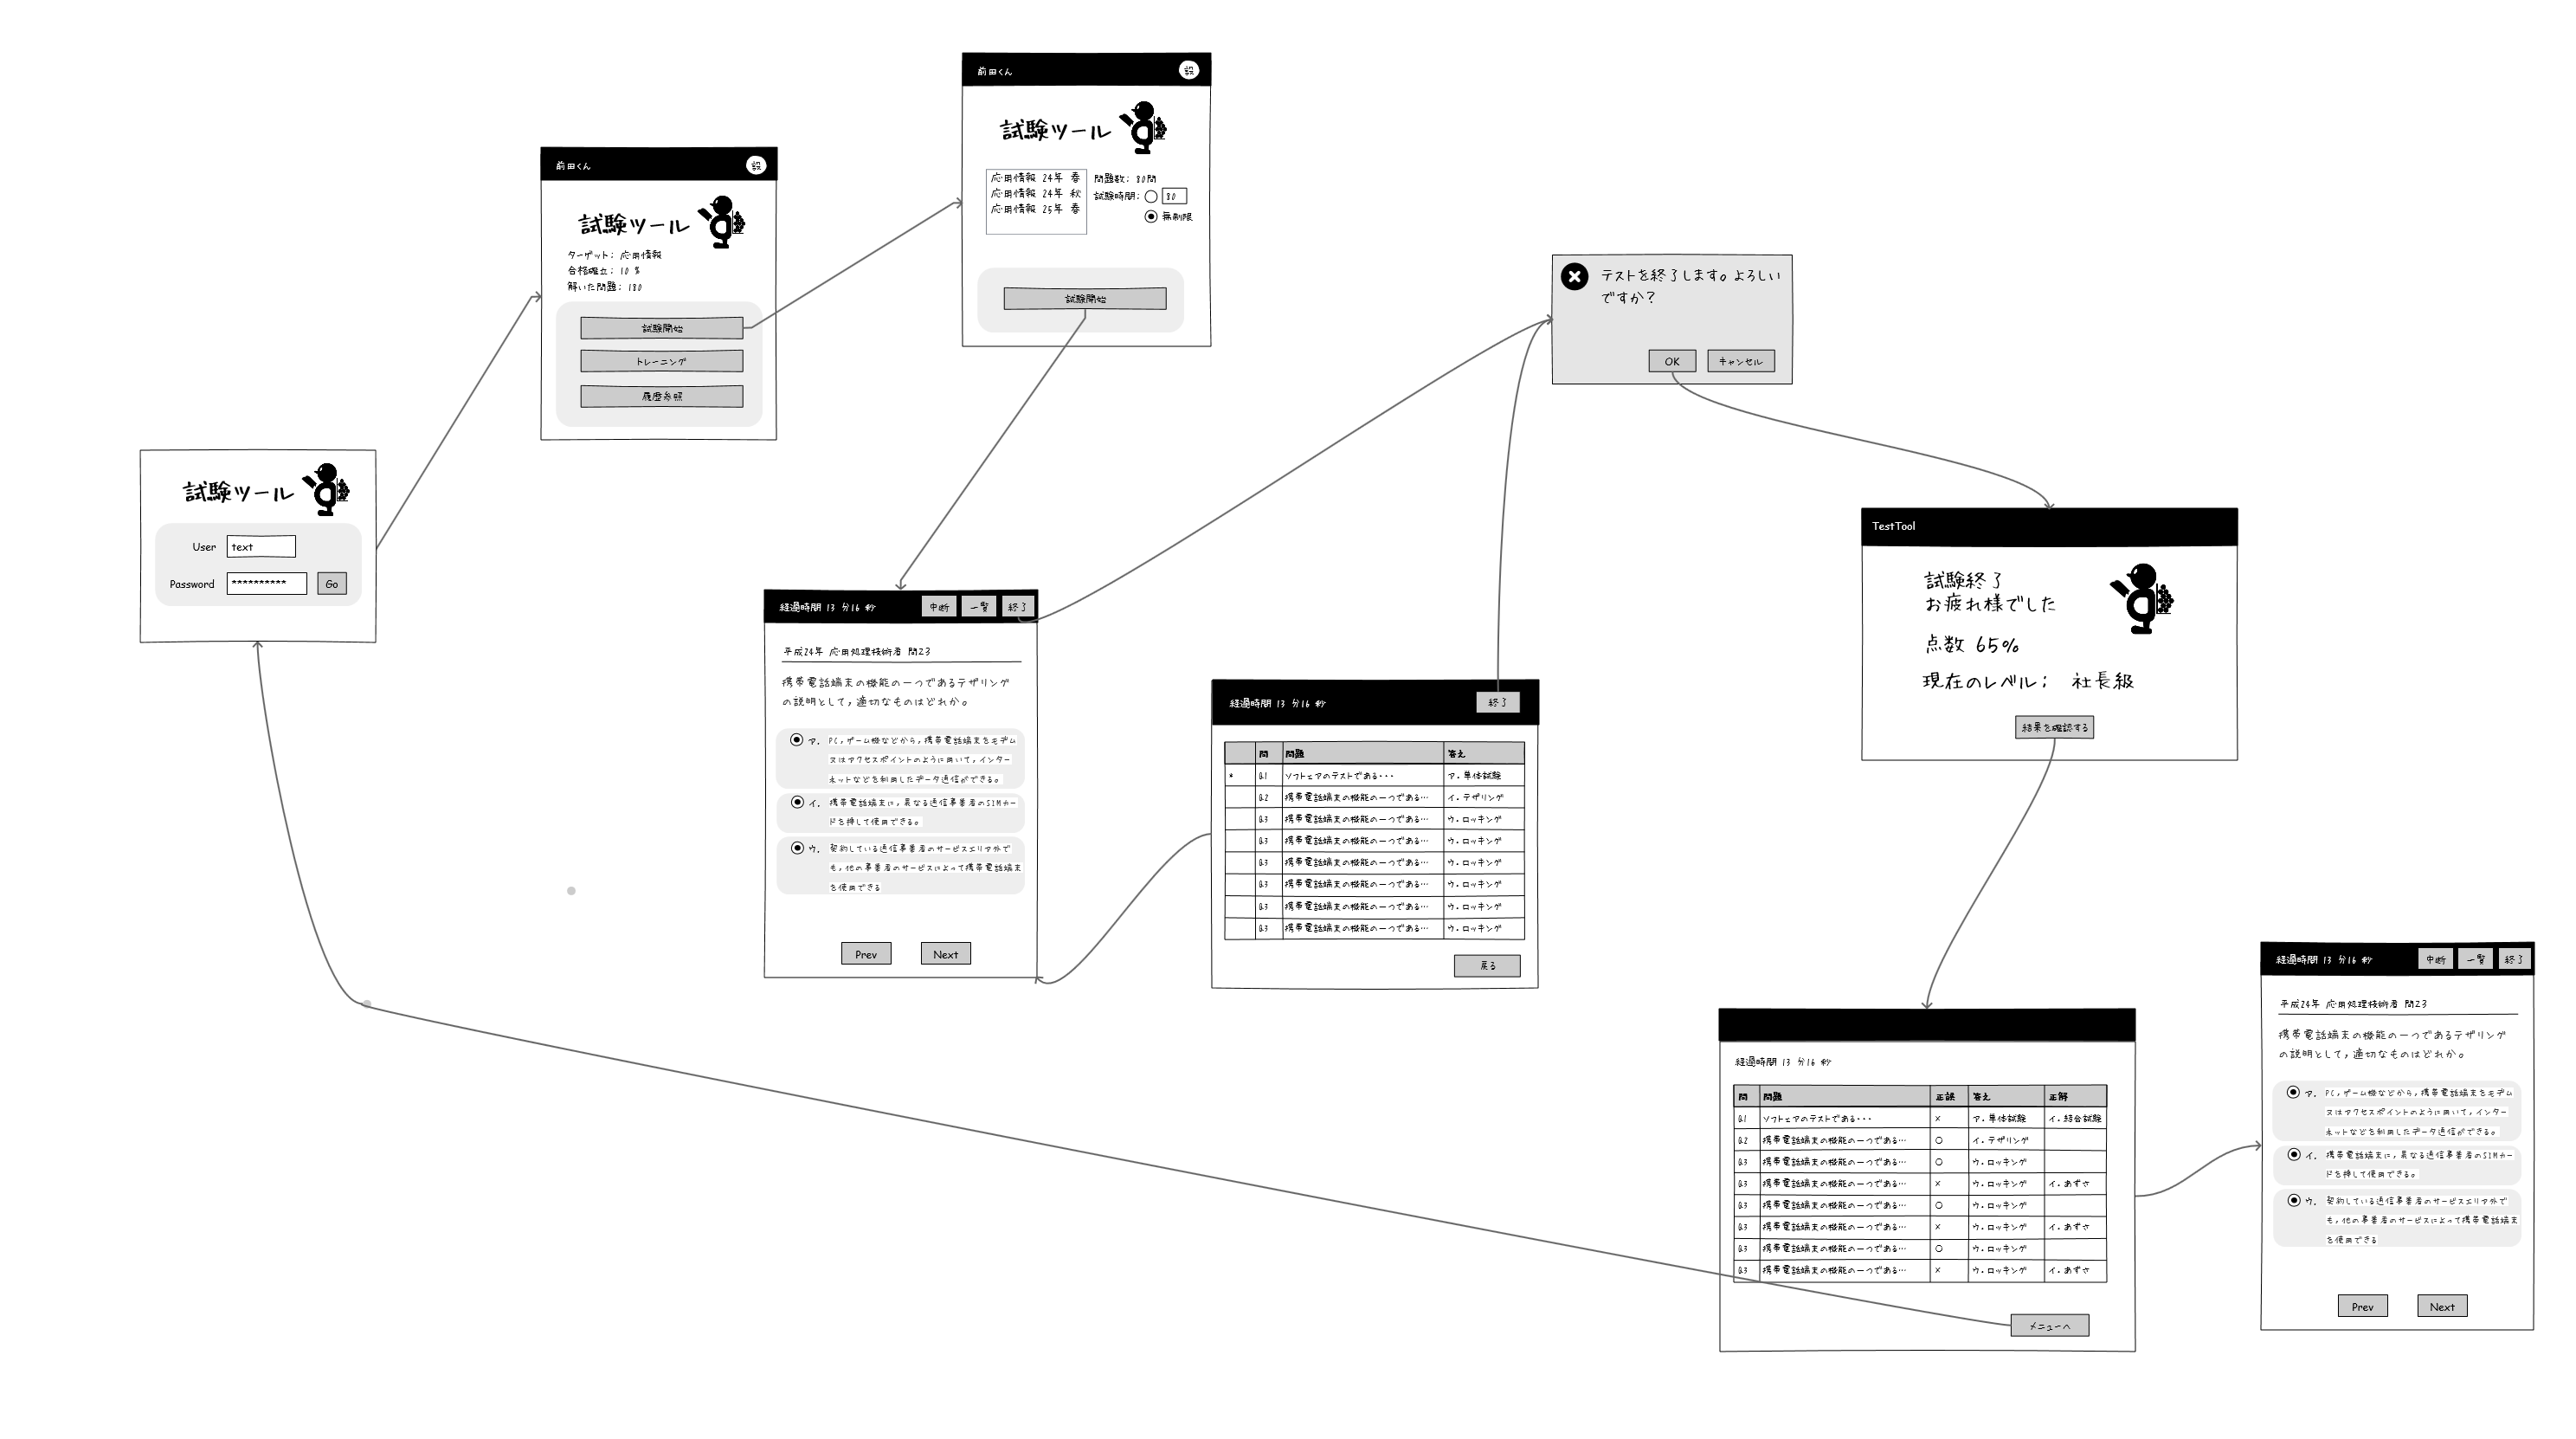 試験ツール
User
text
Password
**********
Go
前田くん
設
試験ツール
ターゲット： 応用情報
合格確立： 10 %
解いた問題： 180
試験開始
トレーニング
履歴参照
前田くん
設
試験ツール
応用情報 24年 春
応用情報 24年 秋
応用情報 25年 春
問題数： 80問
試験時間：
80
無制限
試験開始
経過時間 13 分16 秒
中断
一覧
終了
平成24年 応用処理技術者 問23
携帯電話端末の機能の一つであるテザリング
の説明として，適切なものはどれか。
ア. PC，ゲーム機などから，携帯電話端末をモデム
又はアクセスポイントのように用いて，インター
ネットなどを利用したデータ通信ができる。
イ. 携帯電話端末に，異なる通信事業者のSIMカー
ドを挿して使用できる。
ウ. 契約している通信事業者のサービスエリア外で
も，他の事業者のサービスによって携帯電話端末
を使用できる
Prev
Next
経過時間 13 分16 秒
終了
問 問題 答え
* Q.1 ソフトェアのテストである・・・ ア. 単体試験
Q.2 携帯電話端末の機能の一つである… イ. テザリング
Q.3 携帯電話端末の機能の一つである… ウ. ロッキング
Q.3 携帯電話端末の機能の一つである… ウ. ロッキング
Q.3 携帯電話端末の機能の一つである… ウ. ロッキング
Q.3 携帯電話端末の機能の一つである… ウ. ロッキング
Q.3 携帯電話端末の機能の一つである… ウ. ロッキング
Q.3 携帯電話端末の機能の一つである… ウ. ロッキング
戻る
テストを終了します。よろしい
ですか？
OK
キャンセル
TestTool
試験終了
お疲れ様でした
点数 65%
現在のレベル； 社長級
結果を確認する
経過時間 13 分16 秒
問 問題 正誤 答え 正解
Q.1 ソフトェアのテストである・・・ × ア. 単体試験 イ. 結合試験
Q.2 携帯電話端末の機能の一つである… ○ イ. テザリング
Q.3 携帯電話端末の機能の一つである… ○ ウ. ロッキング
Q.3 携帯電話端末の機能の一つである… × ウ. ロッキング イ. あずさ
Q.3 携帯電話端末の機能の一つである… ○ ウ. ロッキング
Q.3 携帯電話端末の機能の一つである… × ウ. ロッキング イ. あずさ
Q.3 携帯電話端末の機能の一つである… ○ ウ. ロッキング
Q.3 携帯電話端末の機能の一つである… × ウ. ロッキング イ. あずさ
メニューへ
経過時間 13 分16 秒
中断
一覧
終了
平成24年 応用処理技術者 問23
携帯電話端末の機能の一つであるテザリング
の説明として，適切なものはどれか。
ア. PC，ゲーム機などから，携帯電話端末をモデム
又はアクセスポイントのように用いて，インター
ネットなどを利用したデータ通信ができる。
イ. 携帯電話端末に，異なる通信事業者のSIMカー
ドを挿して使用できる。
ウ. 契約している通信事業者のサービスエリア外で
も，他の事業者のサービスによって携帯電話端末
を使用できる
Prev
Next